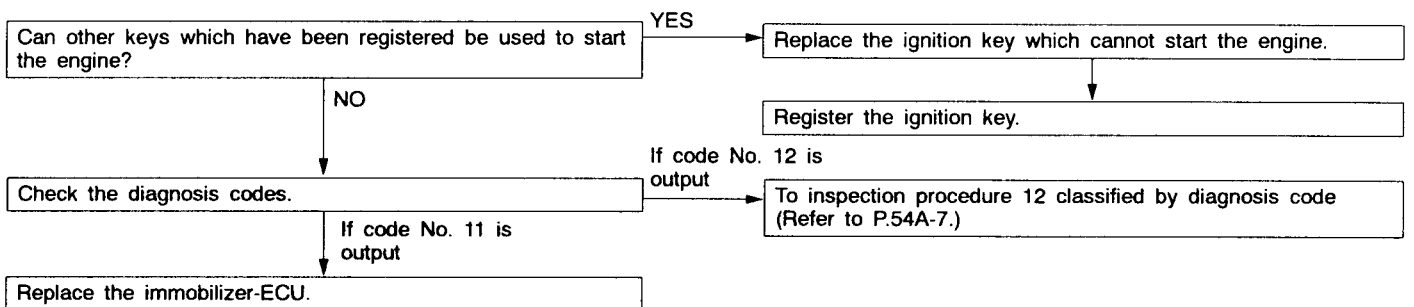 YES
Can other keys which have been registered be used to start
the engine?
Replace the ignition key which cannot start the engine.
NO
Register the ignition key.
If code No. 12 is
output
Check the diagnosis codes.
To inspection procedure 12 classified by diagnosis code
(Refer to P.54A-7.)
If code No. 11 is
output
Replace the immobilizer-ECU.